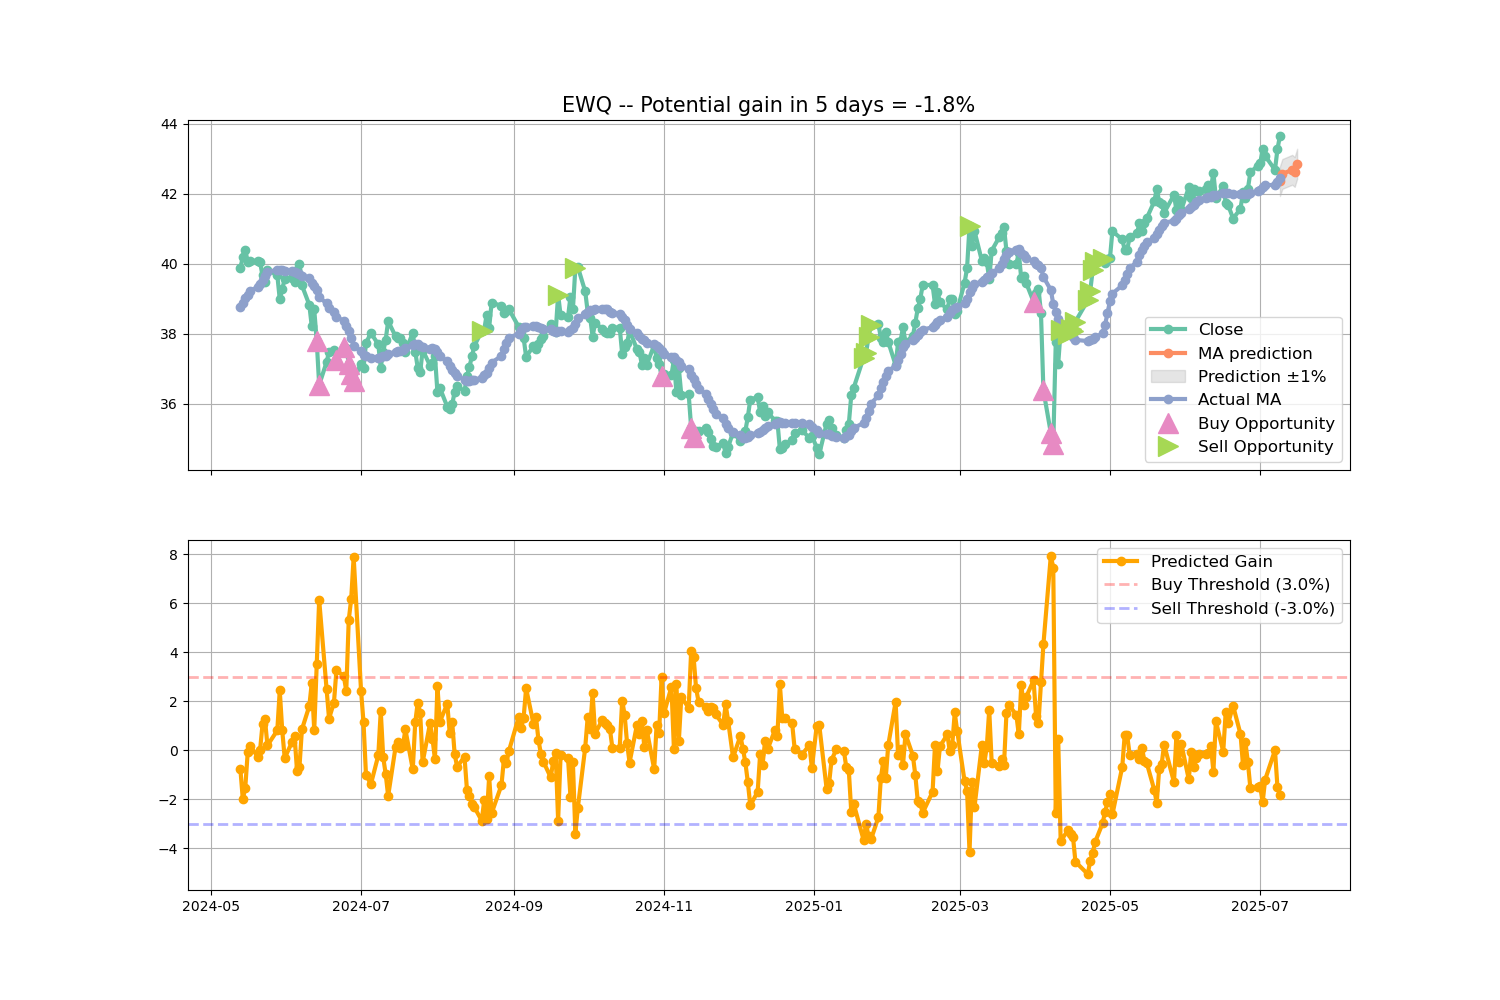 EWQ -- Potential gain in 5 days = -1.8%
44
42
40
38
36
Close
MA prediction
Prediction ±1%
Actual MA
Buy Opportunity
Sell Opportunity
8
6
4
2
0
−2
−4
Predicted Gain
Buy Threshold (3.0%)
Sell Threshold (-3.0%)
2024-05
2024-07
2024-09
2024-11
2025-01
2025-03
2025-05
2025-07